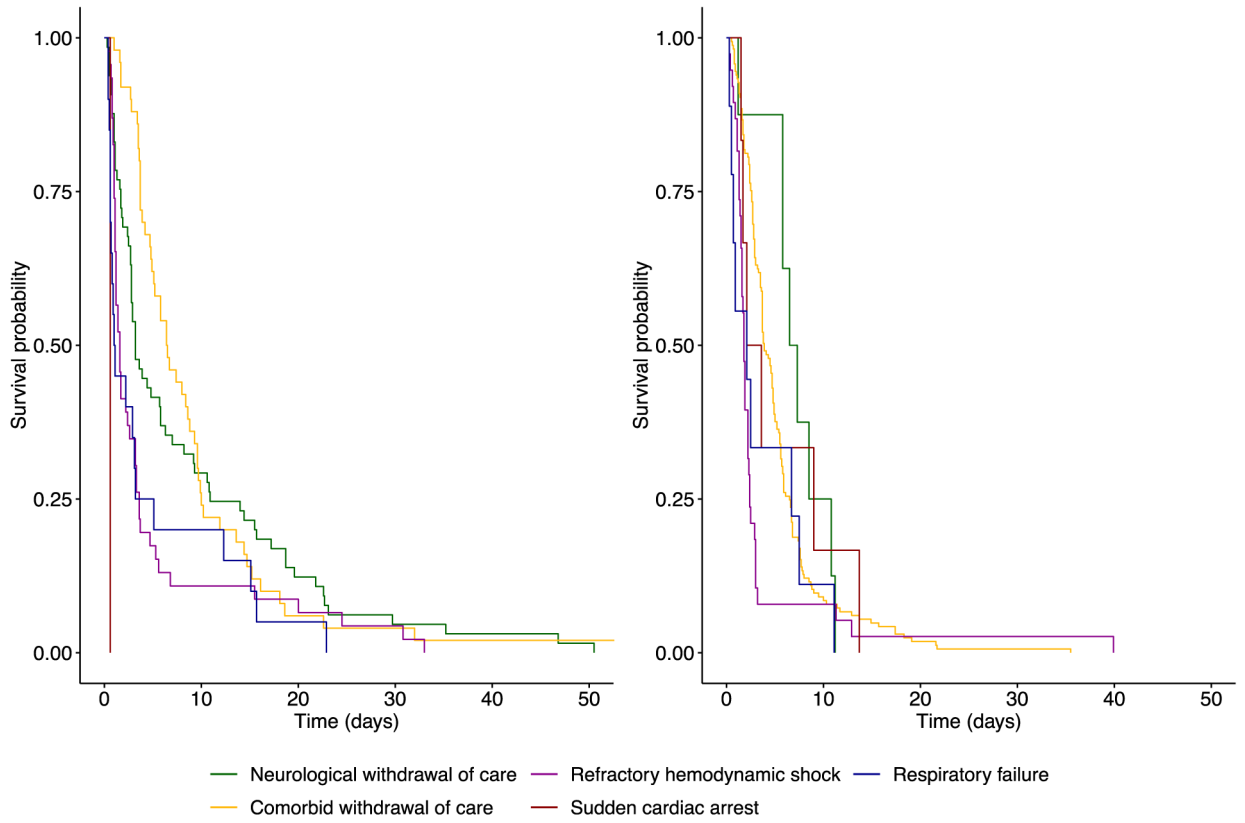 1.00
0.75
0.50
0.25
0.00
Survival probability
0 10 20 30 40 50
Time (days)
1.00
0.75
0.50
0.25
0.00
Survival probability
0 10 20 30 40 50
Time (days)
Neurological withdrawal of care Refractory hemodynamic shock Respiratory failure
Comorbid withdrawal of care Sudden cardiac arrest